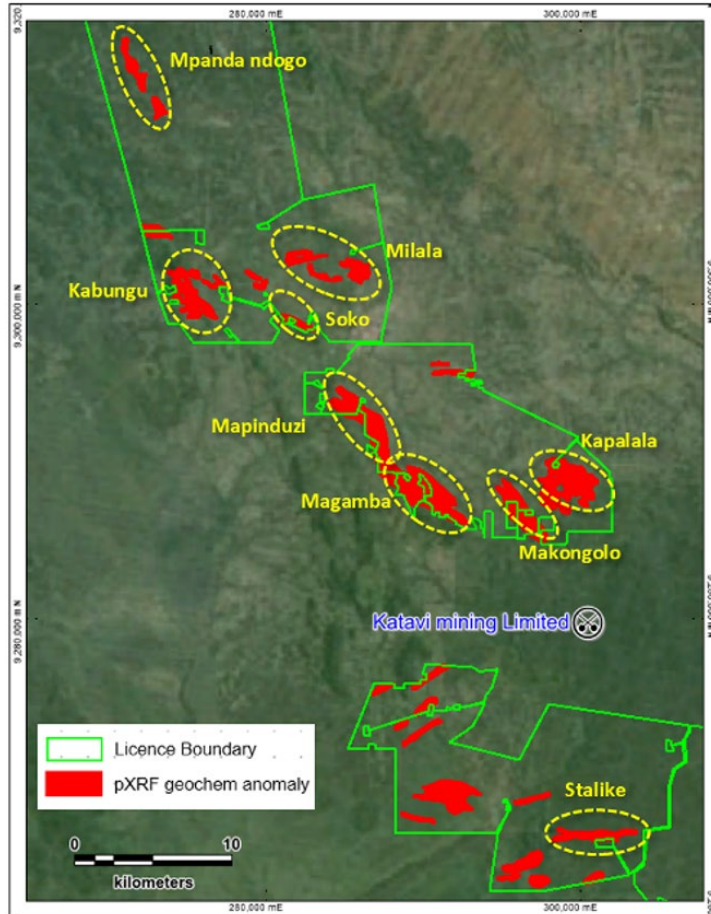 280,000 mE
300,000 mE
9,320
Mpanda ndogo
Milala
Kabungu
9,300,000 m N
Soko
Mapinduzi
Kapalala
Magamba
Makongolo
9,280,000 m N
Katavi mining Limited
Licence Boundary
pXRF geochem anomaly
Stalike
0
10
kilometers
280,000 mE
300,000 mE